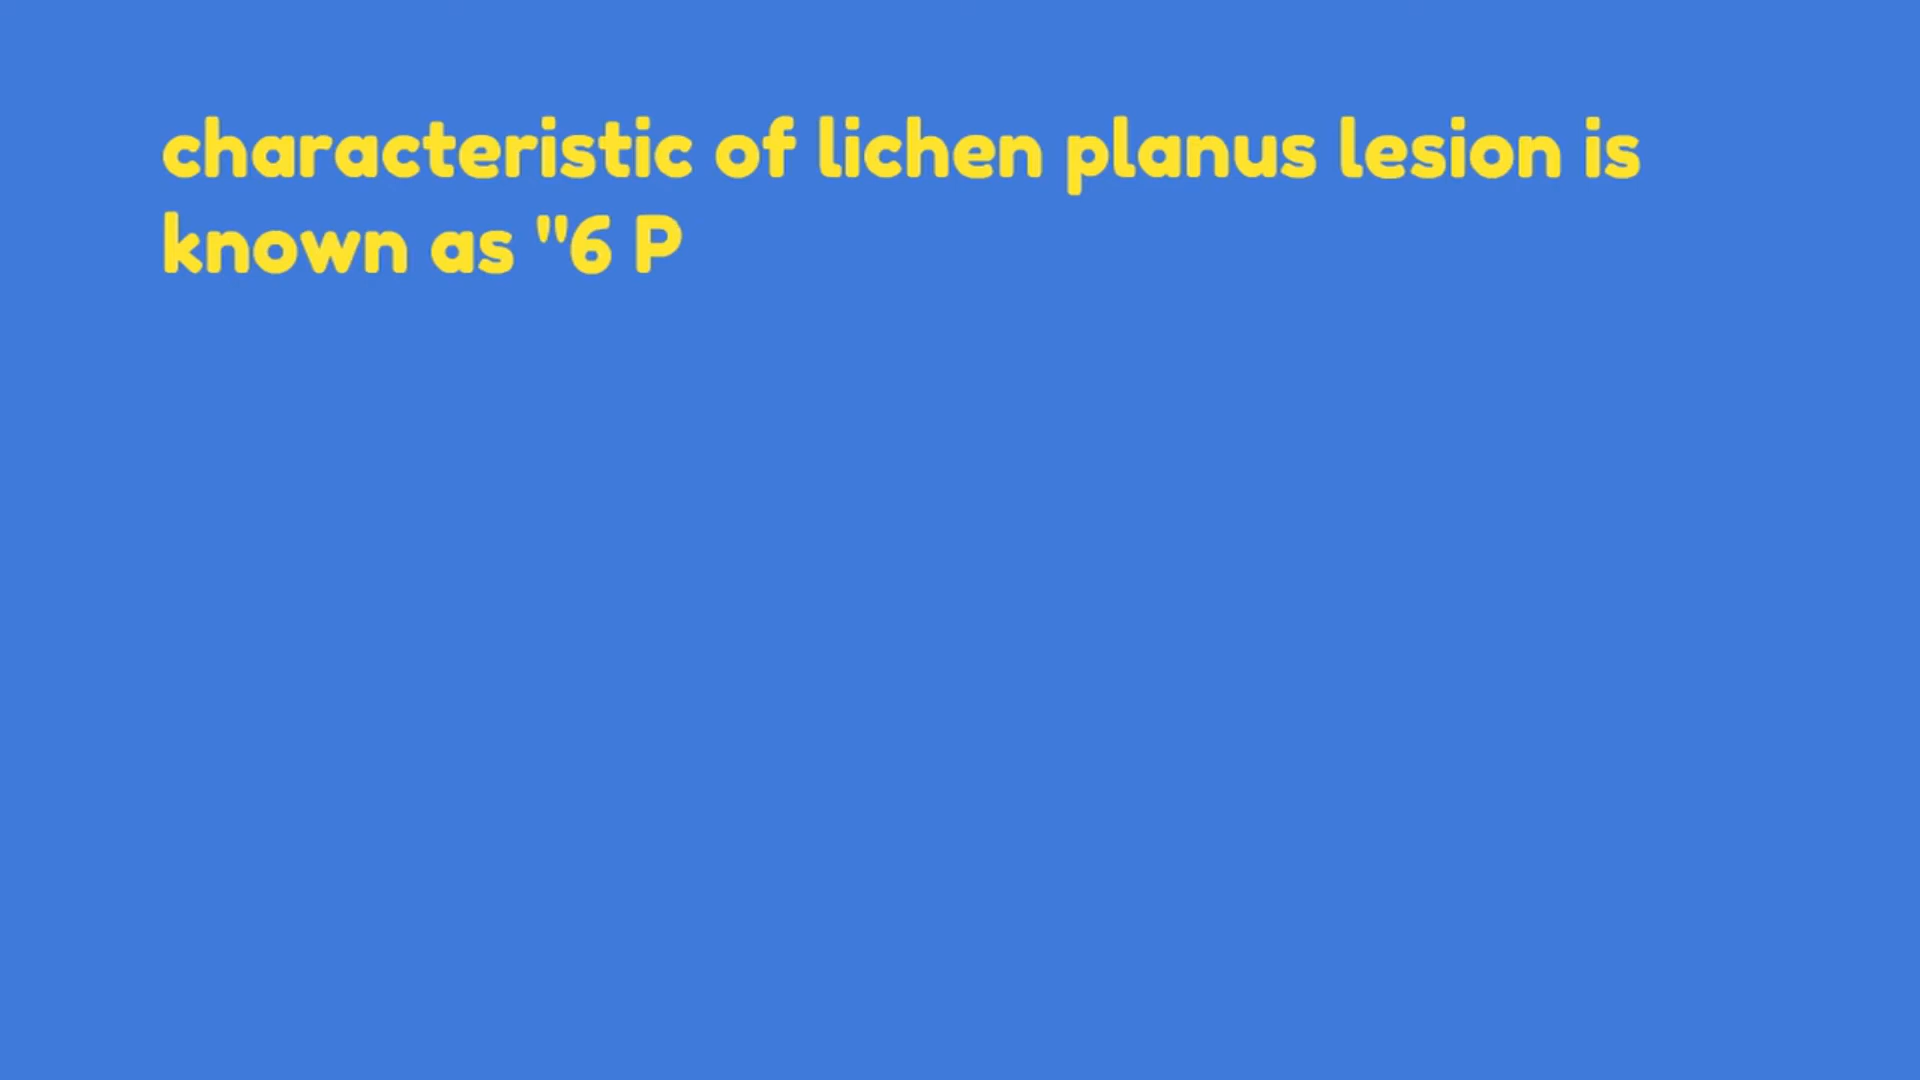 characteristic of lichen planus lesion is
known as "6 P